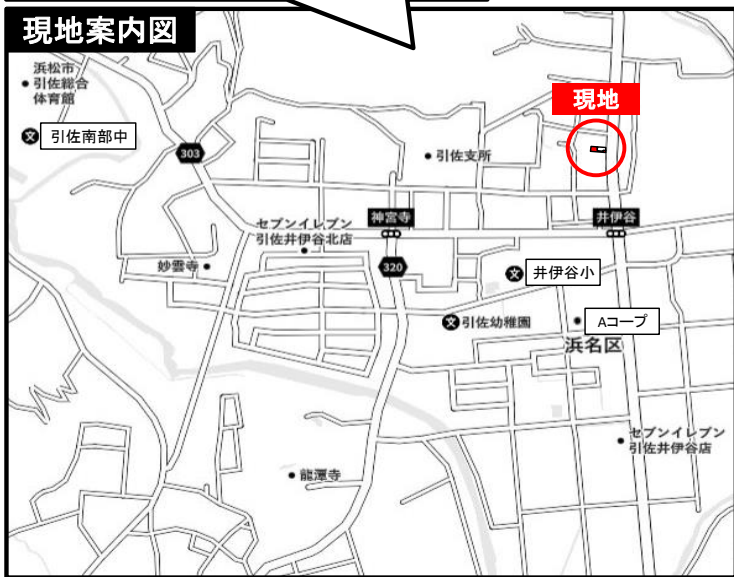 現地案内図
浜松市
引佐総合
体育館
引佐南部中
文
303
現地
引佐支所
セブンイレブン
引佐井伊谷北店
神宮寺
井伊谷
妙雲寺
320
文
井伊谷小
文
引佐幼稚園
Aコープ
浜名区
セブンイレブン
引佐井伊谷店
龍潭寺